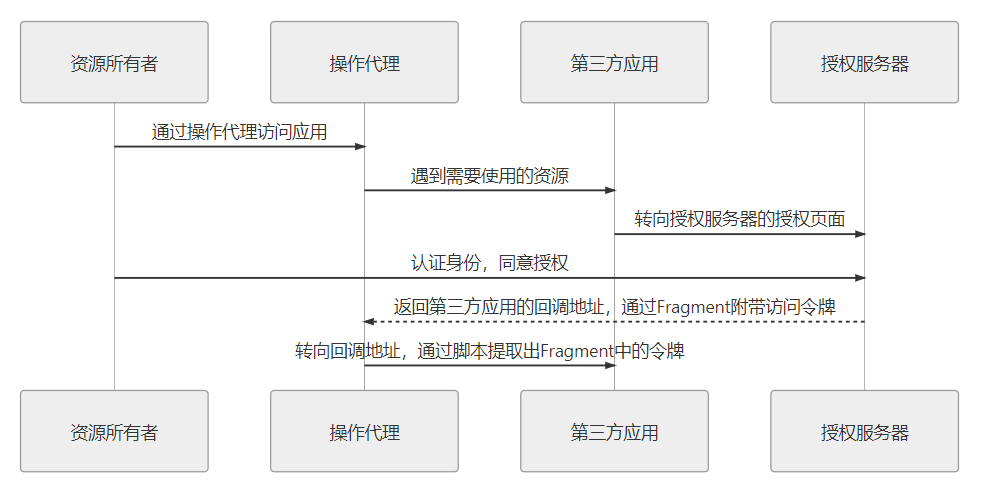 资源所有者
操作代理
第三方应用
授权服务器
通过操作代理访问应用
遇到需要使用的资源
转向授权服务器的授权页面
认证身份，同意授权
返回第三方应用的回调地址，通过Fragment附带访问令牌
转向回调地址，通过脚本提取出Fragment中的令牌
资源所有者
操作代理
第三方应用
授权服务器